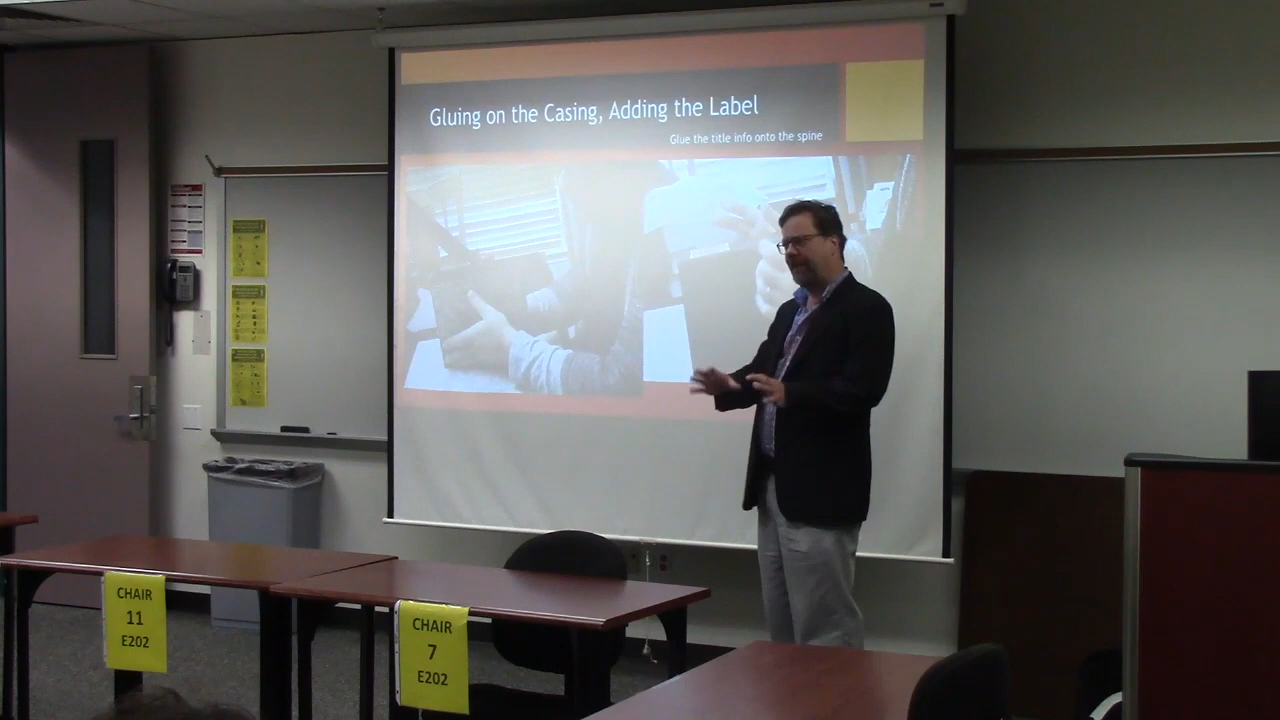 Gluing on the Casing, Adding the Label
Glue the title info onto the spine
CHAIR
11
E202
CHAIR
7
E202